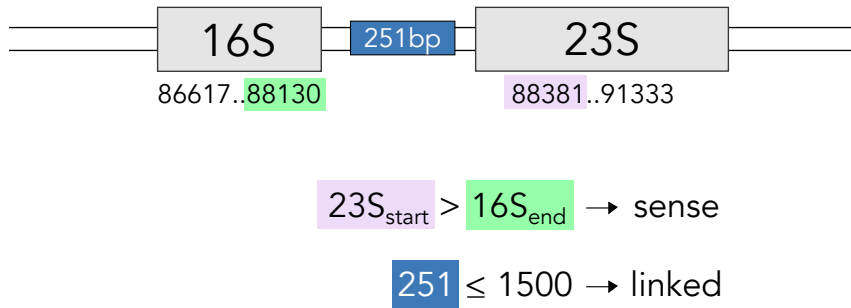 16S 251bp 23S
86617..88130 88381..91333
23Sstart > 16Send → sense
251 ≤ 1500 → linked